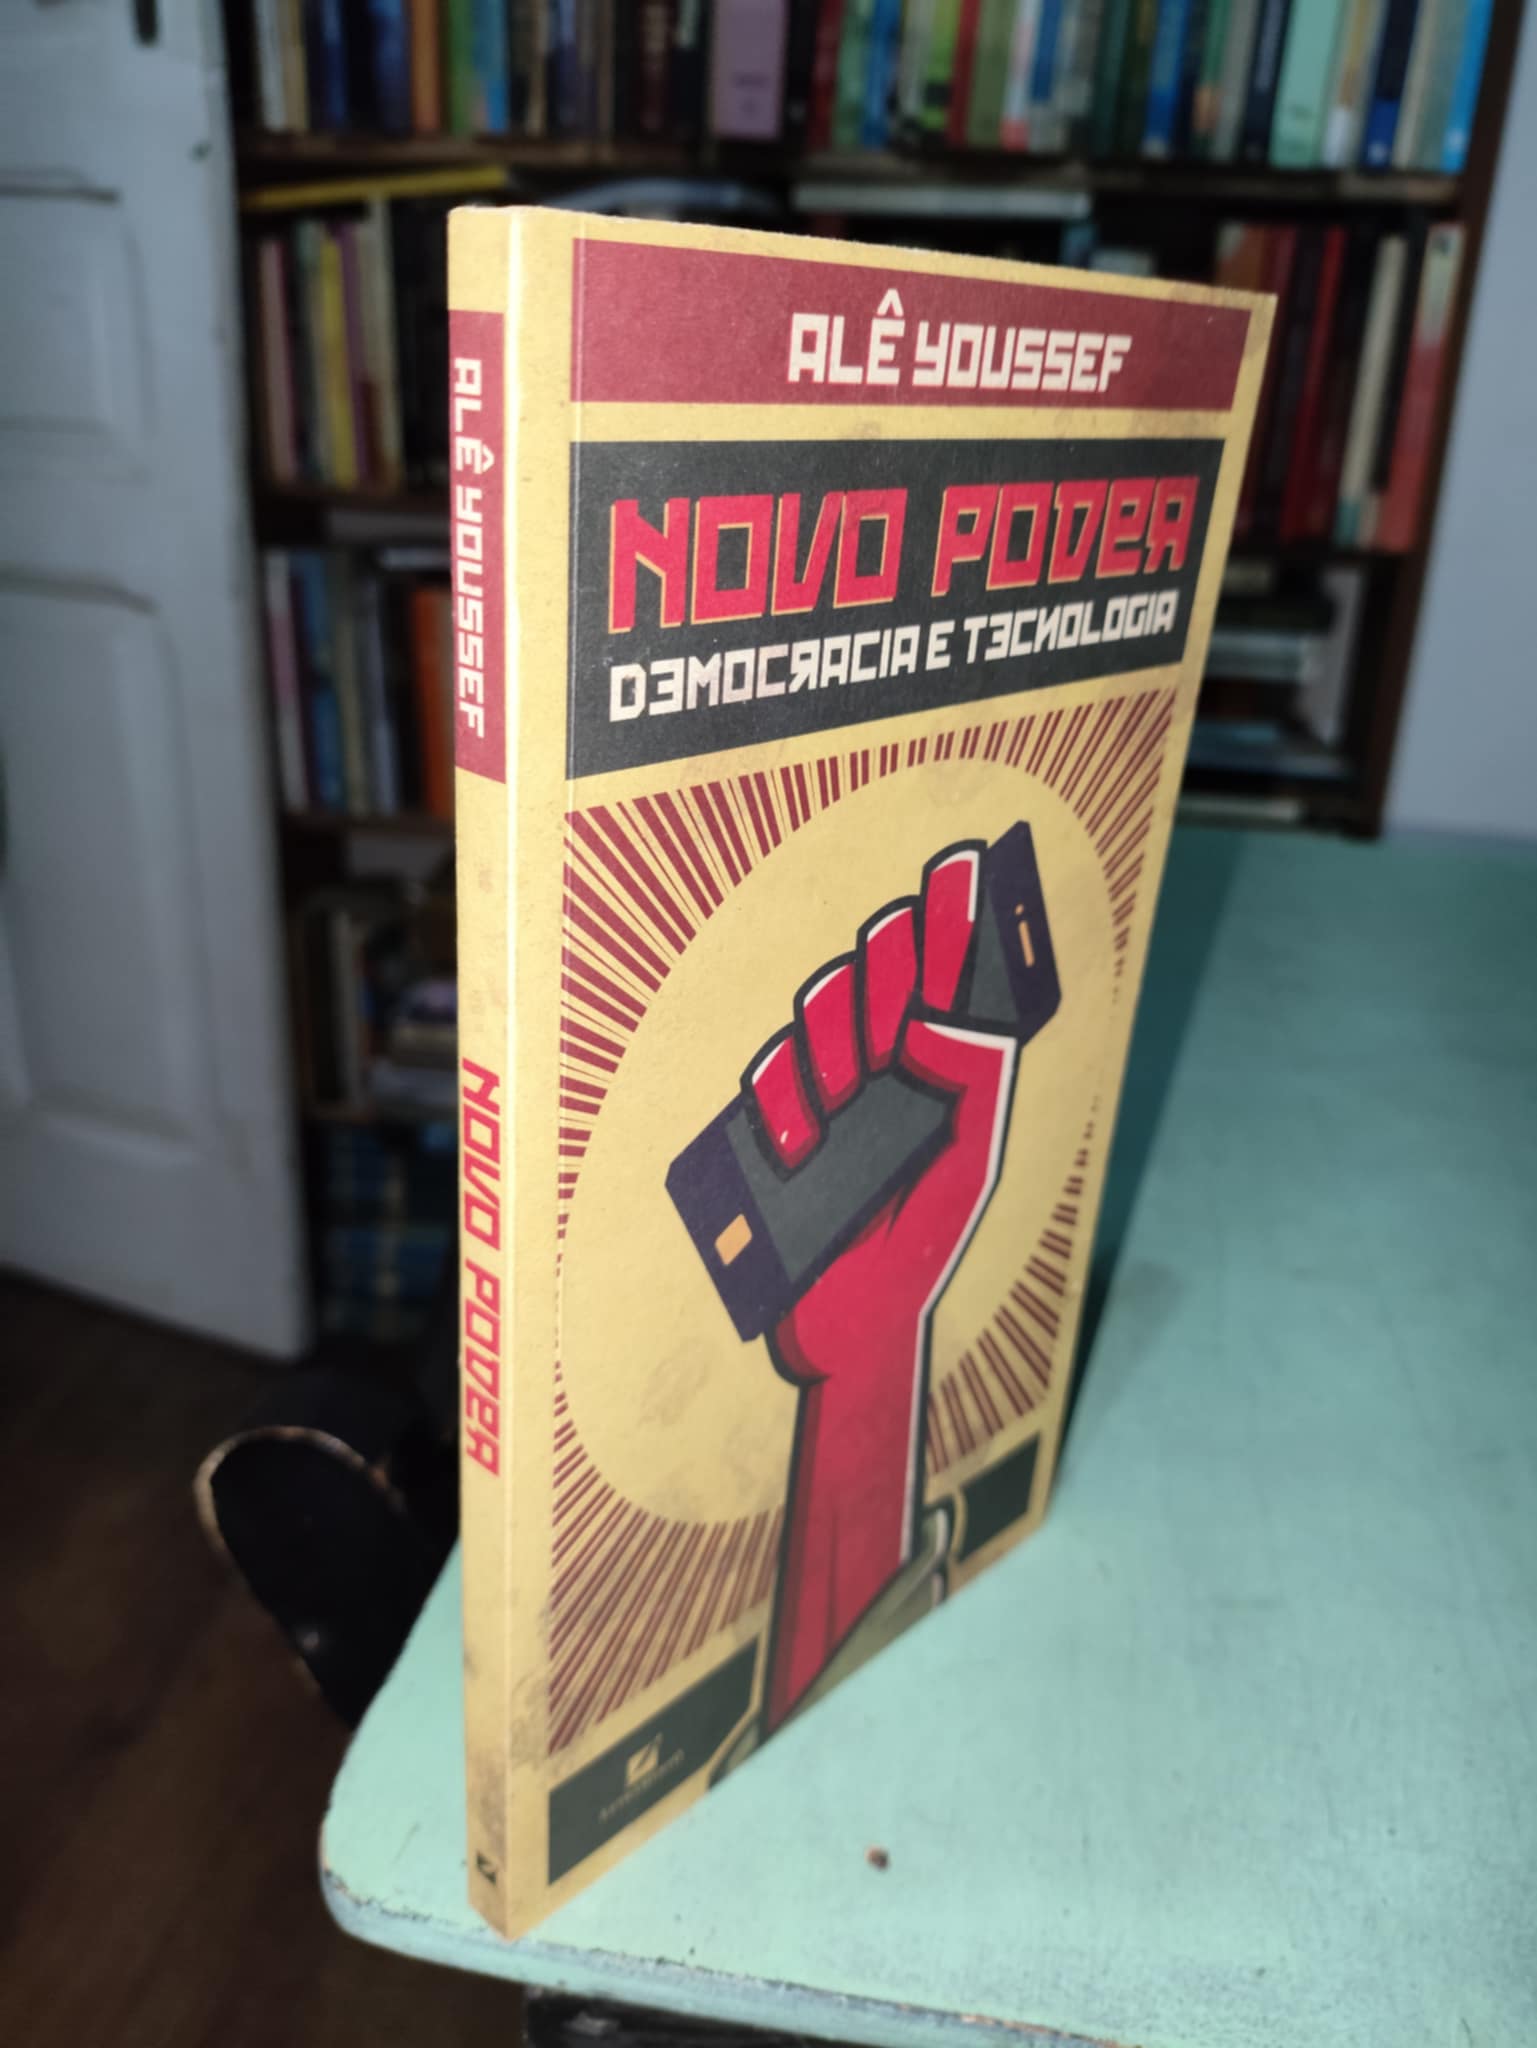 ALÊ YOUSSEF
NOVO PODER
DEMOCRACIA E TECNOLOGIA
ALÊ YOUSSEF
NOVO PODER